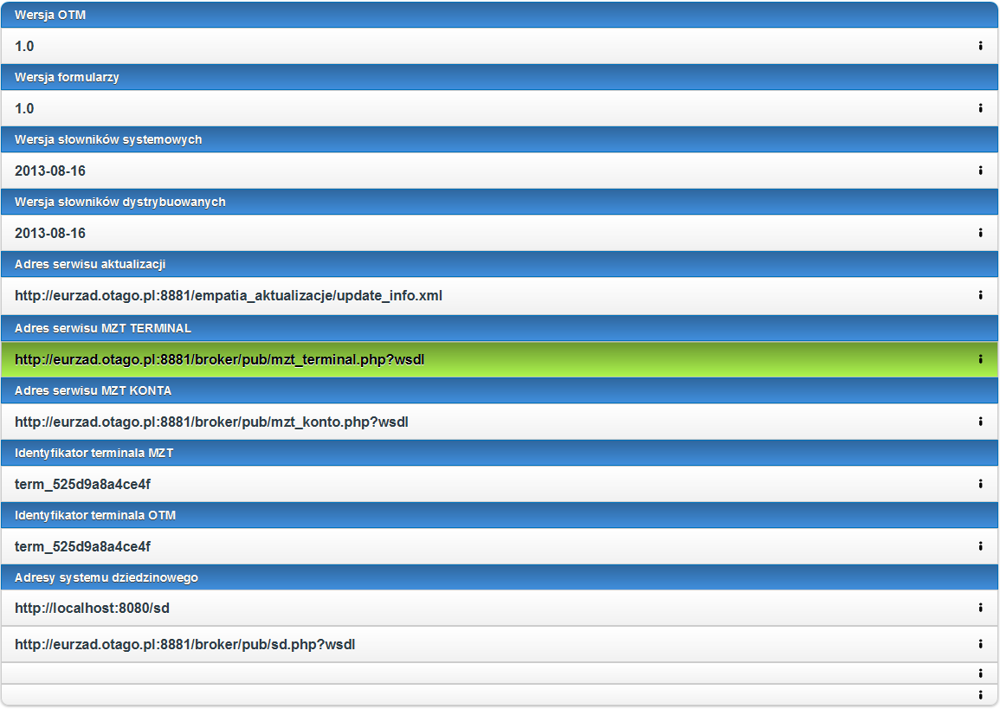 Wersja OTM
1.0
Wersja formularzy
1.0
Wersja słowników systemowych
2013-08-16
Wersja słowników dystrybuowanych
2013-08-16
Adres serwisu aktualizacji
http://eurzad.otago.pl:8881/empatia_aktualizacje/update_info.xml
Adres serwisu MZT TERMINAL
http://eurzad.otago.pl:8881/broker/pub/mzt_terminal.php?wsdl
Adres serwisu MZT KONTA
http://eurzad.otago.pl:8881/broker/pub/mzt_konto.php?wsdl
Identyfikator terminala MZT
term_525d9a8a4ce4f
Identyfikator terminala OTM
term_525d9a8a4ce4f
Adresy systemu dziedzinowego
http://localhost:8080/sd
http://eurzad.otago.pl:8881/broker/pub/sd.php?wsdl